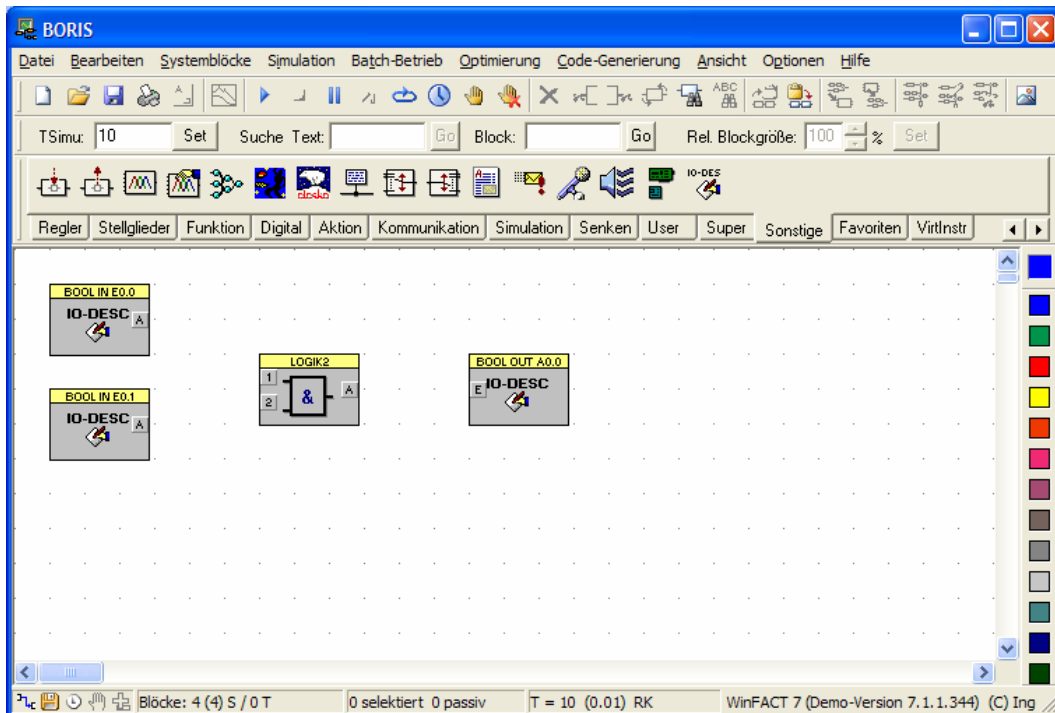 BORIS
Datei Bearbeiten Systemblöcke Simulation Batch-Betrieb Optimierung Code-Generierung Ansicht Optionen Hilfe
ABC
TSimu: 10 Set Suche Text: Go Block: Go Rel. Blockgröße: 100 % Set
IO-DES
Regler Stellglieder Funktion Digital Aktion Kommunikation Simulation Senken User Super Sonstige Favoriten VirtInstr
BOOL IN E0.0
IO-DESC A
LOGIK2
1 & A
2
BOOL OUT A0.0
E IO-DESC
BOOL IN E0.1
IO-DESC A
Blöcke: 4 (4) S / 0 T 0 selektiert 0 passiv T = 10 (0.01) RK WinFACT 7 (Demo-Version 7.1.1.344) (C) Ing